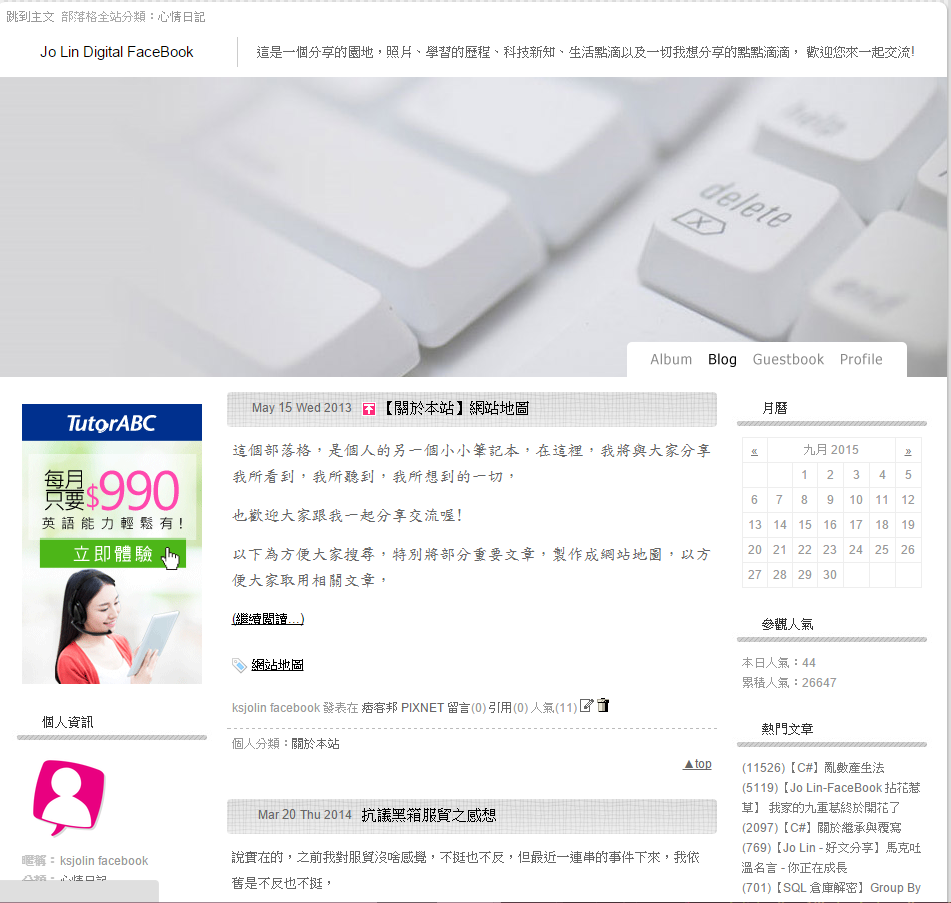 跳到主文 部落格全站分類：心情日記
Jo Lin Digital FaceBook
這是一個分享的園地，照片、學習的歷程、科技新知、生活點滴以及一切我想分享的點點滴滴， 歡迎您來一起交流!
help
delete
end
Album Blog Guestbook Profile
TutorABC
每月
只要$990
英語能力輕鬆有!
立即體驗
個人資訊
暱稱： ksjolin facebook
分類： 心情日記
May 15 Wed 2013 【關於本站】網站地圖
這個部落格，是個人的另一個小小筆記本，在這裡，我將與大家分享
我所看到，我所聽到，我所想到的一切，
也歡迎大家跟我一起分享交流喔!
以下為方便大家搜尋，特別將部分重要文章，製作成網站地圖，以方
便大家取用相關文章，
(繼續閱讀...)
網站地圖
ksjolin facebook 發表在 痞客邦 PIXNET 留言(0) 引用(0) 人氣(11)
個人分類：關於本站
▲top
Mar 20 Thu 2014 抗議黑箱服貿之感想
說實在的，之前我對服貿沒啥感覺，不挺也不反，但最近一連串的事件下來，我依
舊是不反也不挺，
月曆
« 九月 2015 »
1 2 3 4 5
6 7 8 9 10 11 12
13 14 15 16 17 18 19
20 21 22 23 24 25 26
27 28 29 30
參觀人氣
本日人氣：44
累積人氣：26647
熱門文章
(11526)【C#】亂數產生法
(5119)【Jo Lin-FaceBook 拈花惹
草】 我家的九重葛終於開花了
(2097)【C#】關於繼承與覆寫
(769)【Jo Lin - 好文分享】馬克吐
溫名言 - 你正在成長
(701)【SQL 倉庫解密】Group By